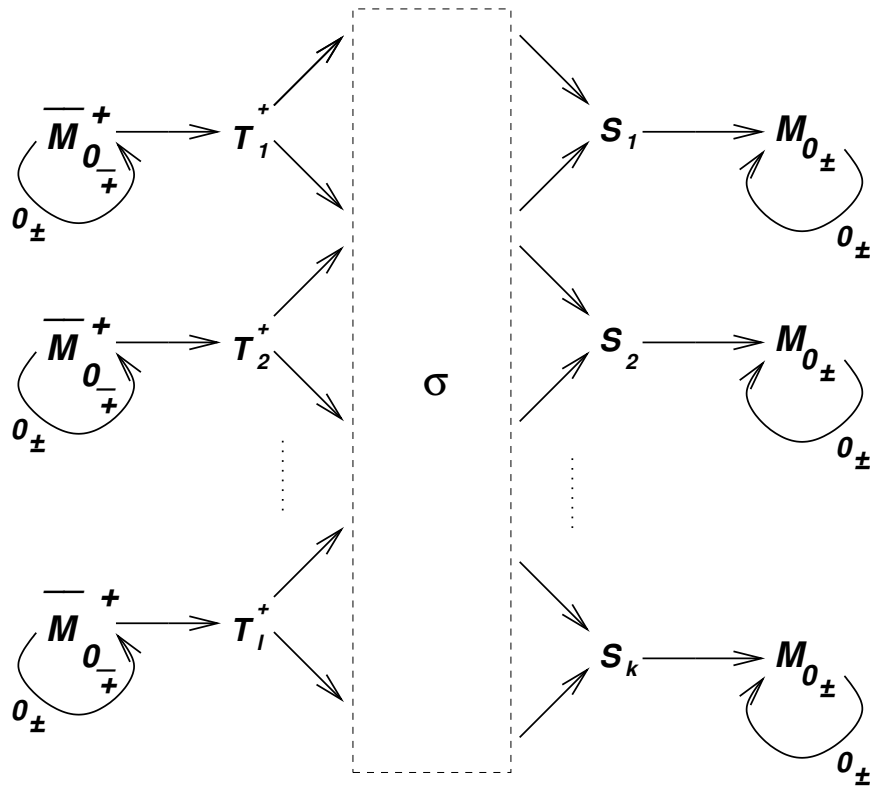 M̅⁺₀∓ T₁⁺ S₁ M₀±
0± 0±
M̅⁺₀∓ T₂⁺ S₂ M₀±
σ
0± 0±
M̅⁺₀∓ Tₗ⁺ Sₖ M₀±
0± 0±